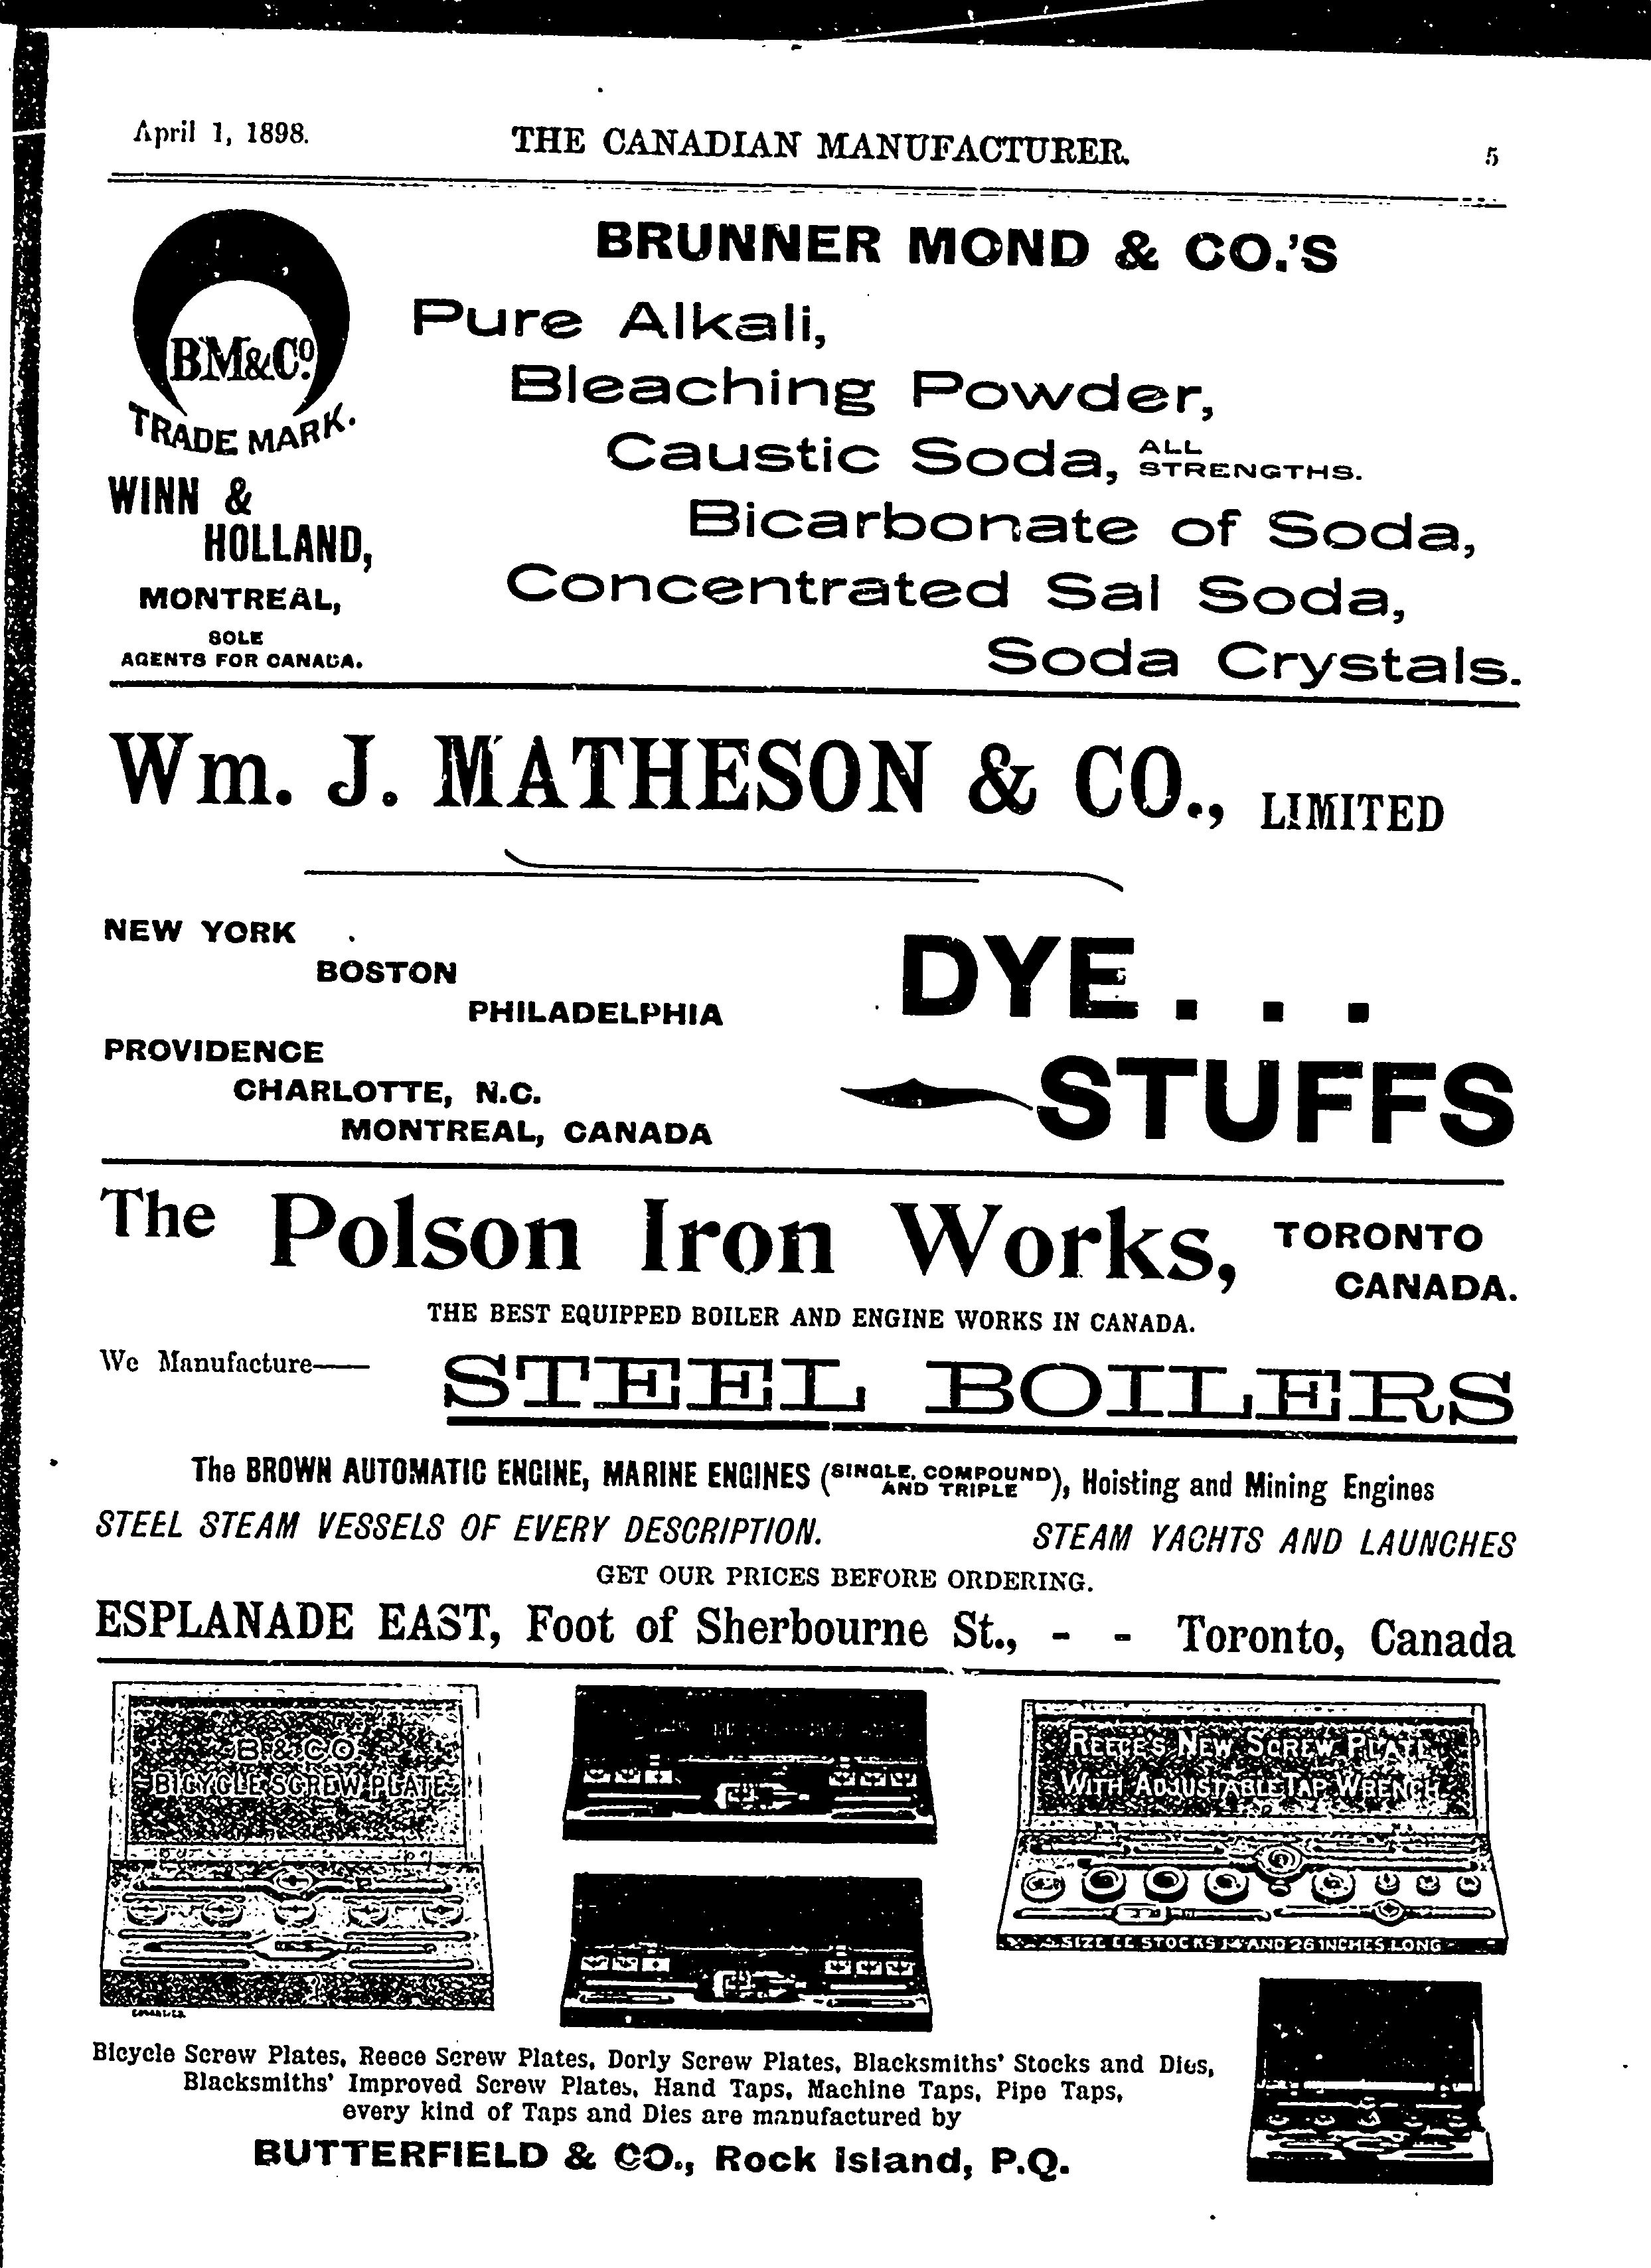 April 1, 1898.
THE CANADIAN MANUFACTURER.
5
BM&Co.
TRADE MARK.
WINN &
HOLLAND,
MONTREAL,
SOLE
AGENTS FOR CANADA.
BRUNNER MOND & CO.'S
Pure Alkali,
Bleaching Powder,
Caustic Soda, ALL STRENGTHS.
Bicarbonate of Soda,
Concentrated Sal Soda,
Soda Crystals.
Wm. J. MATHESON & CO., LIMITED
NEW YORK
BOSTON
PHILADELPHIA
PROVIDENCE
CHARLOTTE, N.C.
MONTREAL, CANADA
DYE . . .
STUFFS
The Polson Iron Works, TORONTO
CANADA.
THE BEST EQUIPPED BOILER AND ENGINE WORKS IN CANADA.
We Manufacture—
STEEL BOILERS
The BROWN AUTOMATIC ENGINE, MARINE ENGINES (SINGLE, COMPOUND AND TRIPLE), Hoisting and Mining Engines
STEEL STEAM VESSELS OF EVERY DESCRIPTION. STEAM YACHTS AND LAUNCHES
GET OUR PRICES BEFORE ORDERING.
ESPLANADE EAST, Foot of Sherbourne St., - - Toronto, Canada
B. & CO.
BICYCLE SCREW PLATE
REECE'S NEW SCREW PLATE
WITH ADJUSTABLE TAP WRENCH
SIZE EE STOCKS 14 AND 26 INCHES LONG
Bicycle Screw Plates, Reece Screw Plates, Dorly Screw Plates, Blacksmiths' Stocks and Dies,
Blacksmiths' Improved Screw Plates, Hand Taps, Machine Taps, Pipe Taps,
every kind of Taps and Dies are manufactured by
BUTTERFIELD & CO., Rock Island, P.Q.